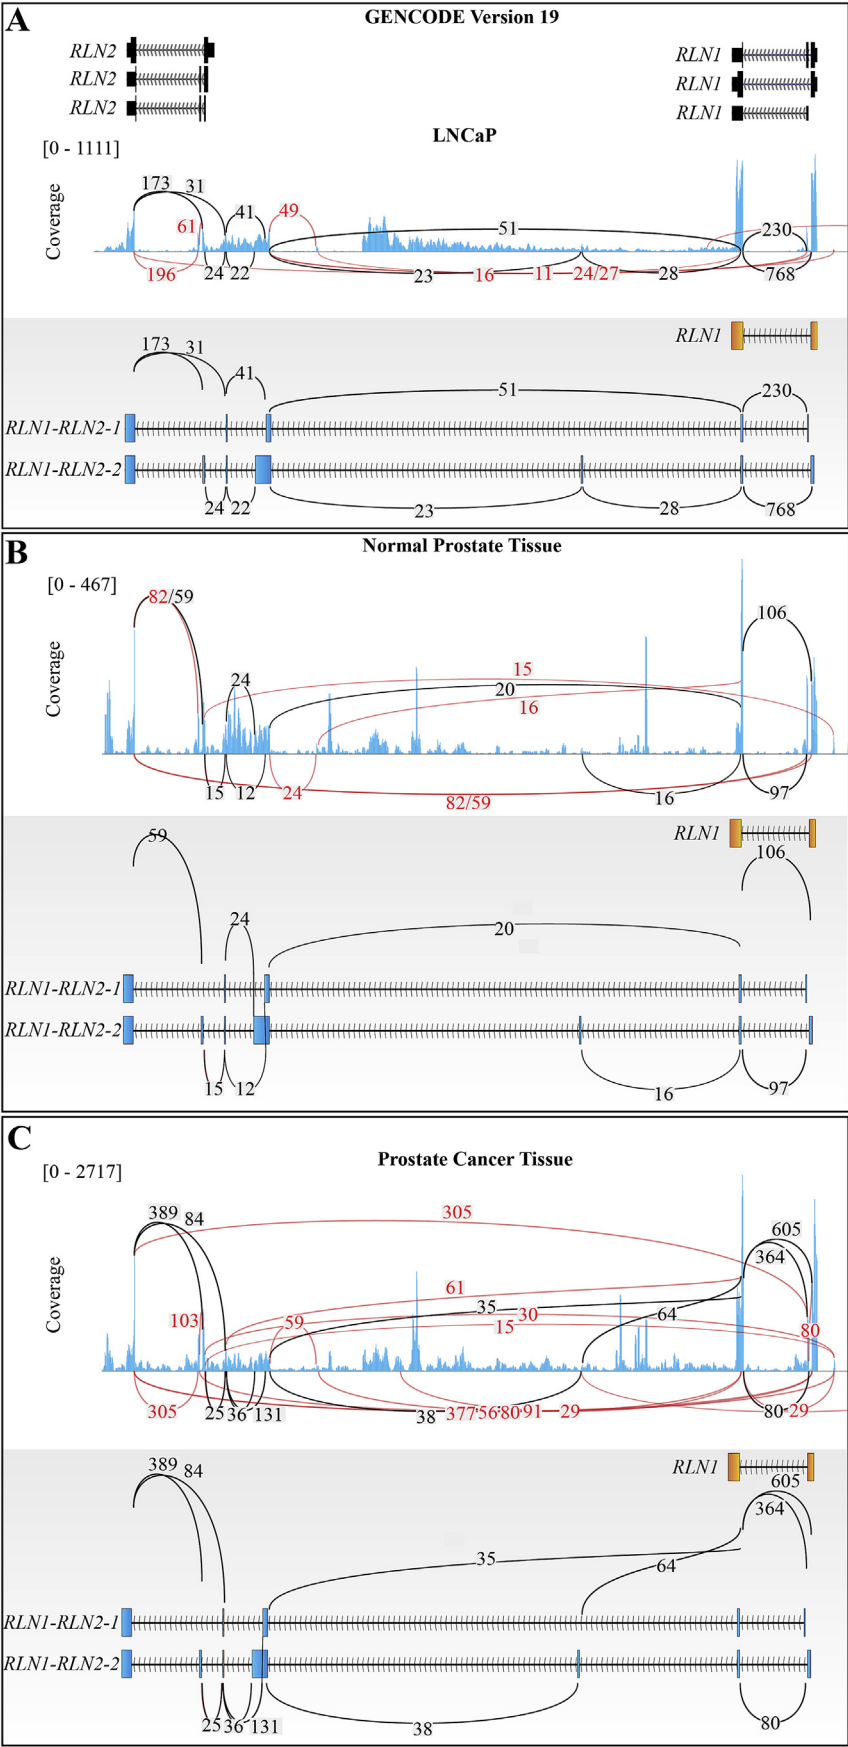 A
GENCODE Version 19
RLN2
RLN1
RLN2
RLN1
RLN2
RLN1
LNCaP
[0 - 1111]
Coverage
173 31
41 49
61
51
230
196
24 22
23 16 11 24/27 28
768
RLN1
173 31
41
51
230
RLN1-RLN2-1
RLN1-RLN2-2
24 22
23
28
768
B
Normal Prostate Tissue
[0 - 467]
Coverage
82/59
106
24
15
20
16
15 12 24
82/59
16
97
RLN1
59
106
24
20
RLN1-RLN2-1
RLN1-RLN2-2
15 12
16
97
C
Prostate Cancer Tissue
[0 - 2717]
Coverage
389 84
305
605
364
61
35
30
64
103
59
15
80
305
25 36 131
38 377 56 80 91 29
80 29
RLN1
389 84
605
364
35
64
RLN1-RLN2-1
RLN1-RLN2-2
25 36 131
38
80